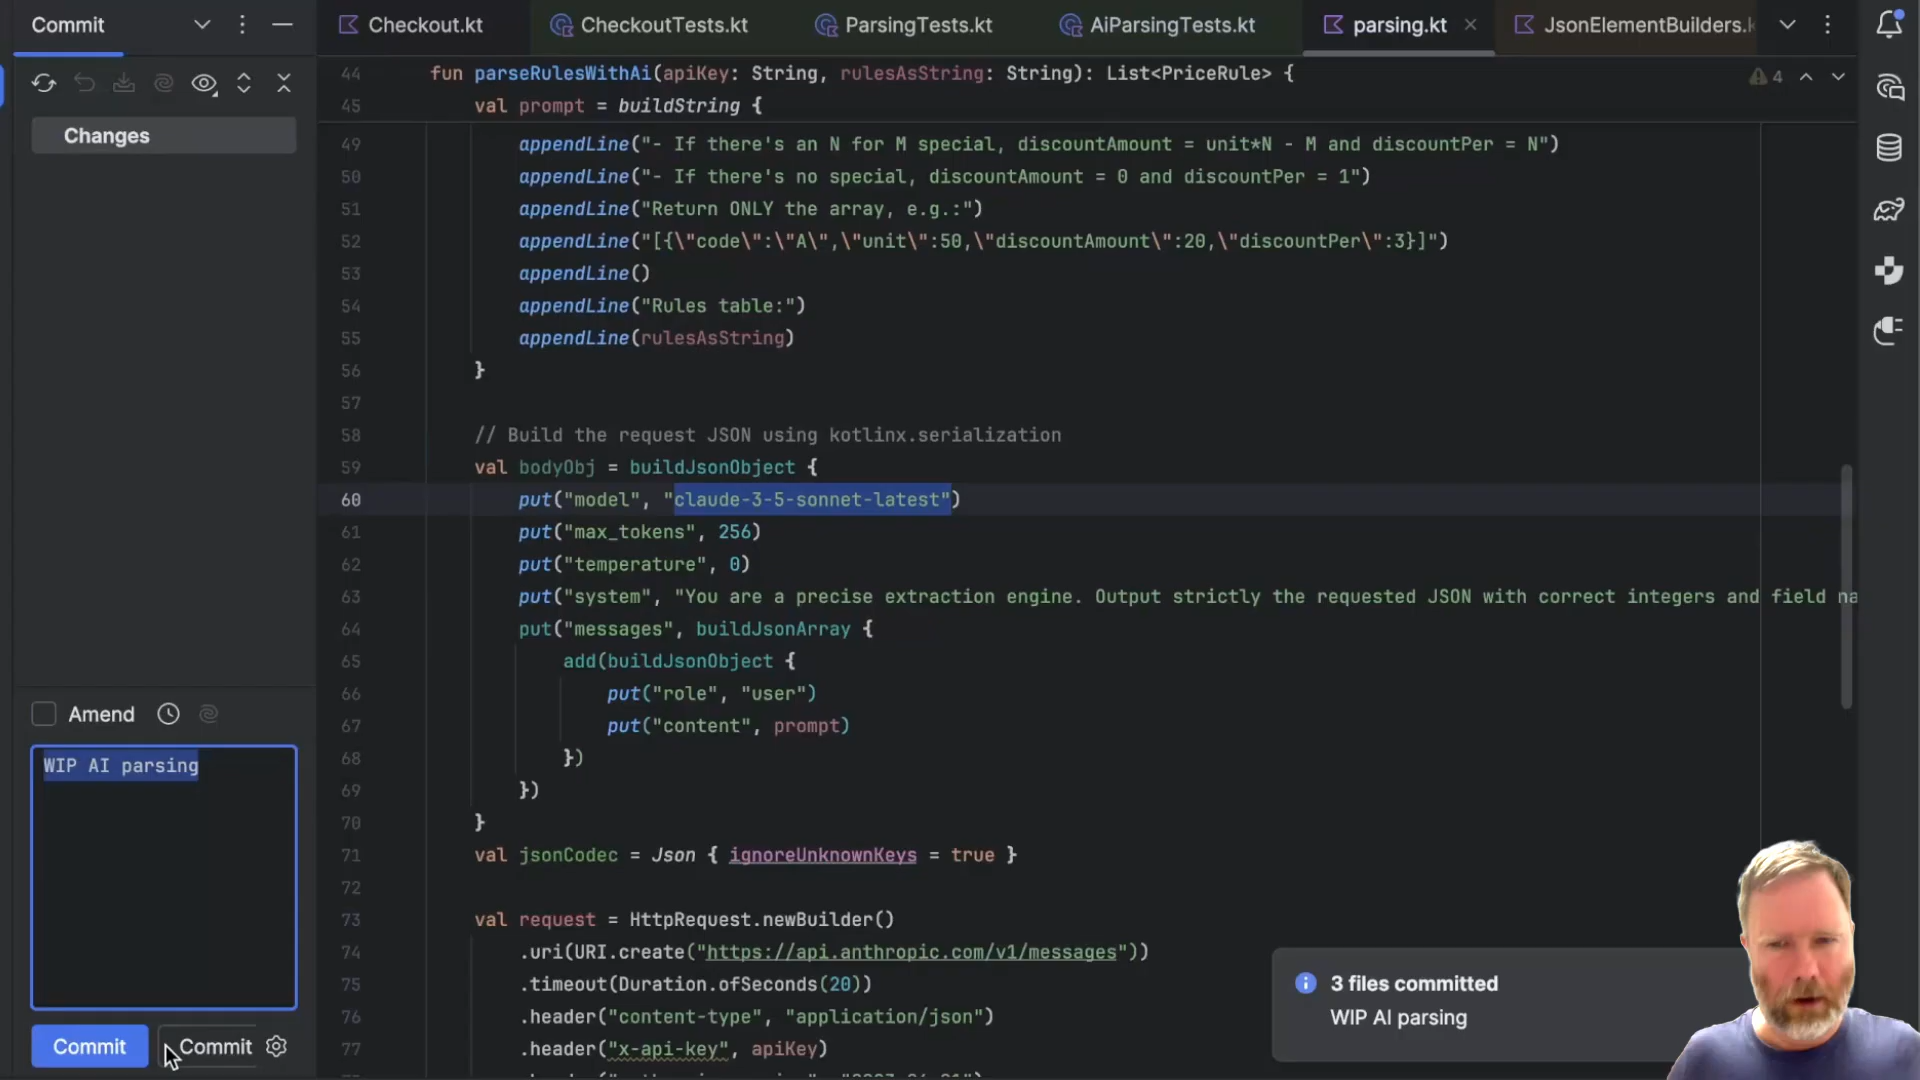 Commit
Checkout.kt
CheckoutTests.kt
ParsingTests.kt
AiParsingTests.kt
parsing.kt
JsonElementBuilders.k
Changes
4
44 fun parseRulesWithAi(apiKey: String, rulesAsString: String): List<PriceRule> {
45 val prompt = buildString {
49 appendLine("- If there's an N for M special, discountAmount = unit*N - M and discountPer = N")
50 appendLine("- If there's no special, discountAmount = 0 and discountPer = 1")
51 appendLine("Return ONLY the array, e.g.:")
52 appendLine("[{\"code\":\"A\",\"unit\":50,\"discountAmount\":20,\"discountPer\":3}]")
53 appendLine()
54 appendLine("Rules table:")
55 appendLine(rulesAsString)
56 }
57
58 // Build the request JSON using kotlinx.serialization
59 val bodyObj = buildJsonObject {
60 put("model", "claude-3-5-sonnet-latest")
61 put("max_tokens", 256)
62 put("temperature", 0)
63 put("system", "You are a precise extraction engine. Output strictly the requested JSON with correct integers and field na
64 put("messages", buildJsonArray {
65 add(buildJsonObject {
66 put("role", "user")
67 put("content", prompt)
68 })
69 })
70 }
71 val jsonCodec = Json { ignoreUnknownKeys = true }
72
73 val request = HttpRequest.newBuilder()
74 .uri(URI.create("https://api.anthropic.com/v1/messages"))
75 .timeout(Duration.ofSeconds(20))
76 .header("content-type", "application/json")
77 .header("x-api-key", apiKey)
Amend
WIP AI parsing
Commit
Commit
3 files committed
WIP AI parsing